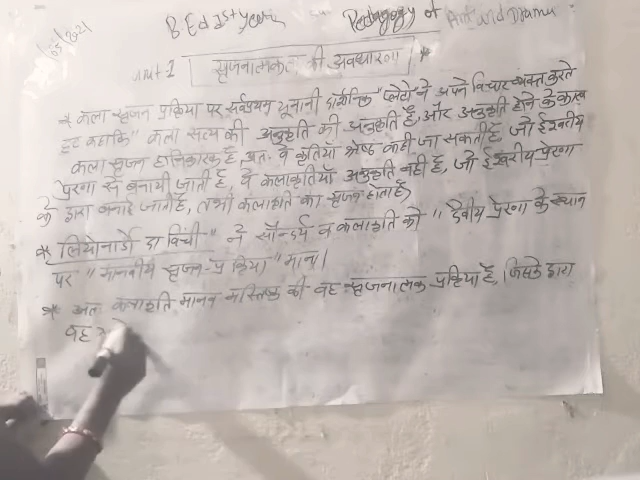 B Ed 1st year Pedagogy of Art and Drama
unit-1 सृजनात्मकता की अवधारणा *
* कला सृजन प्रक्रिया पर सर्वप्रथम यूनानी दार्शनिक "प्लेटो" ने अपने विचार व्यक्त करते
हुए कहाकि" कला सत्य की अनुकृति की अनुकृति है, और अनुकृति होने के कारण
कला सृजन हानिकारक है, अतः वे कृतियाँ श्रेष्ठ कही जा सकती है, जो ईश्वरीय
प्रेरणा से बनायी जाती है, वे कलाकृतियाँ अनुकृति नही है, जो ईश्वरीय प्रेरणा
के द्वारा बनाई जाती है, तभी कलाकृति का सृजन होता है
* लियोनार्डो डा विंची" ने सौन्दर्य व कलाकृति को "दैवीय प्रेरणा के स्थान
पर "मानवीय सृजन-प्रक्रिया" माना।
* अतः कलाकृति मानव मस्तिष्क की वह सृजनात्मक-प्रक्रिया है, जिसके द्वारा
वह